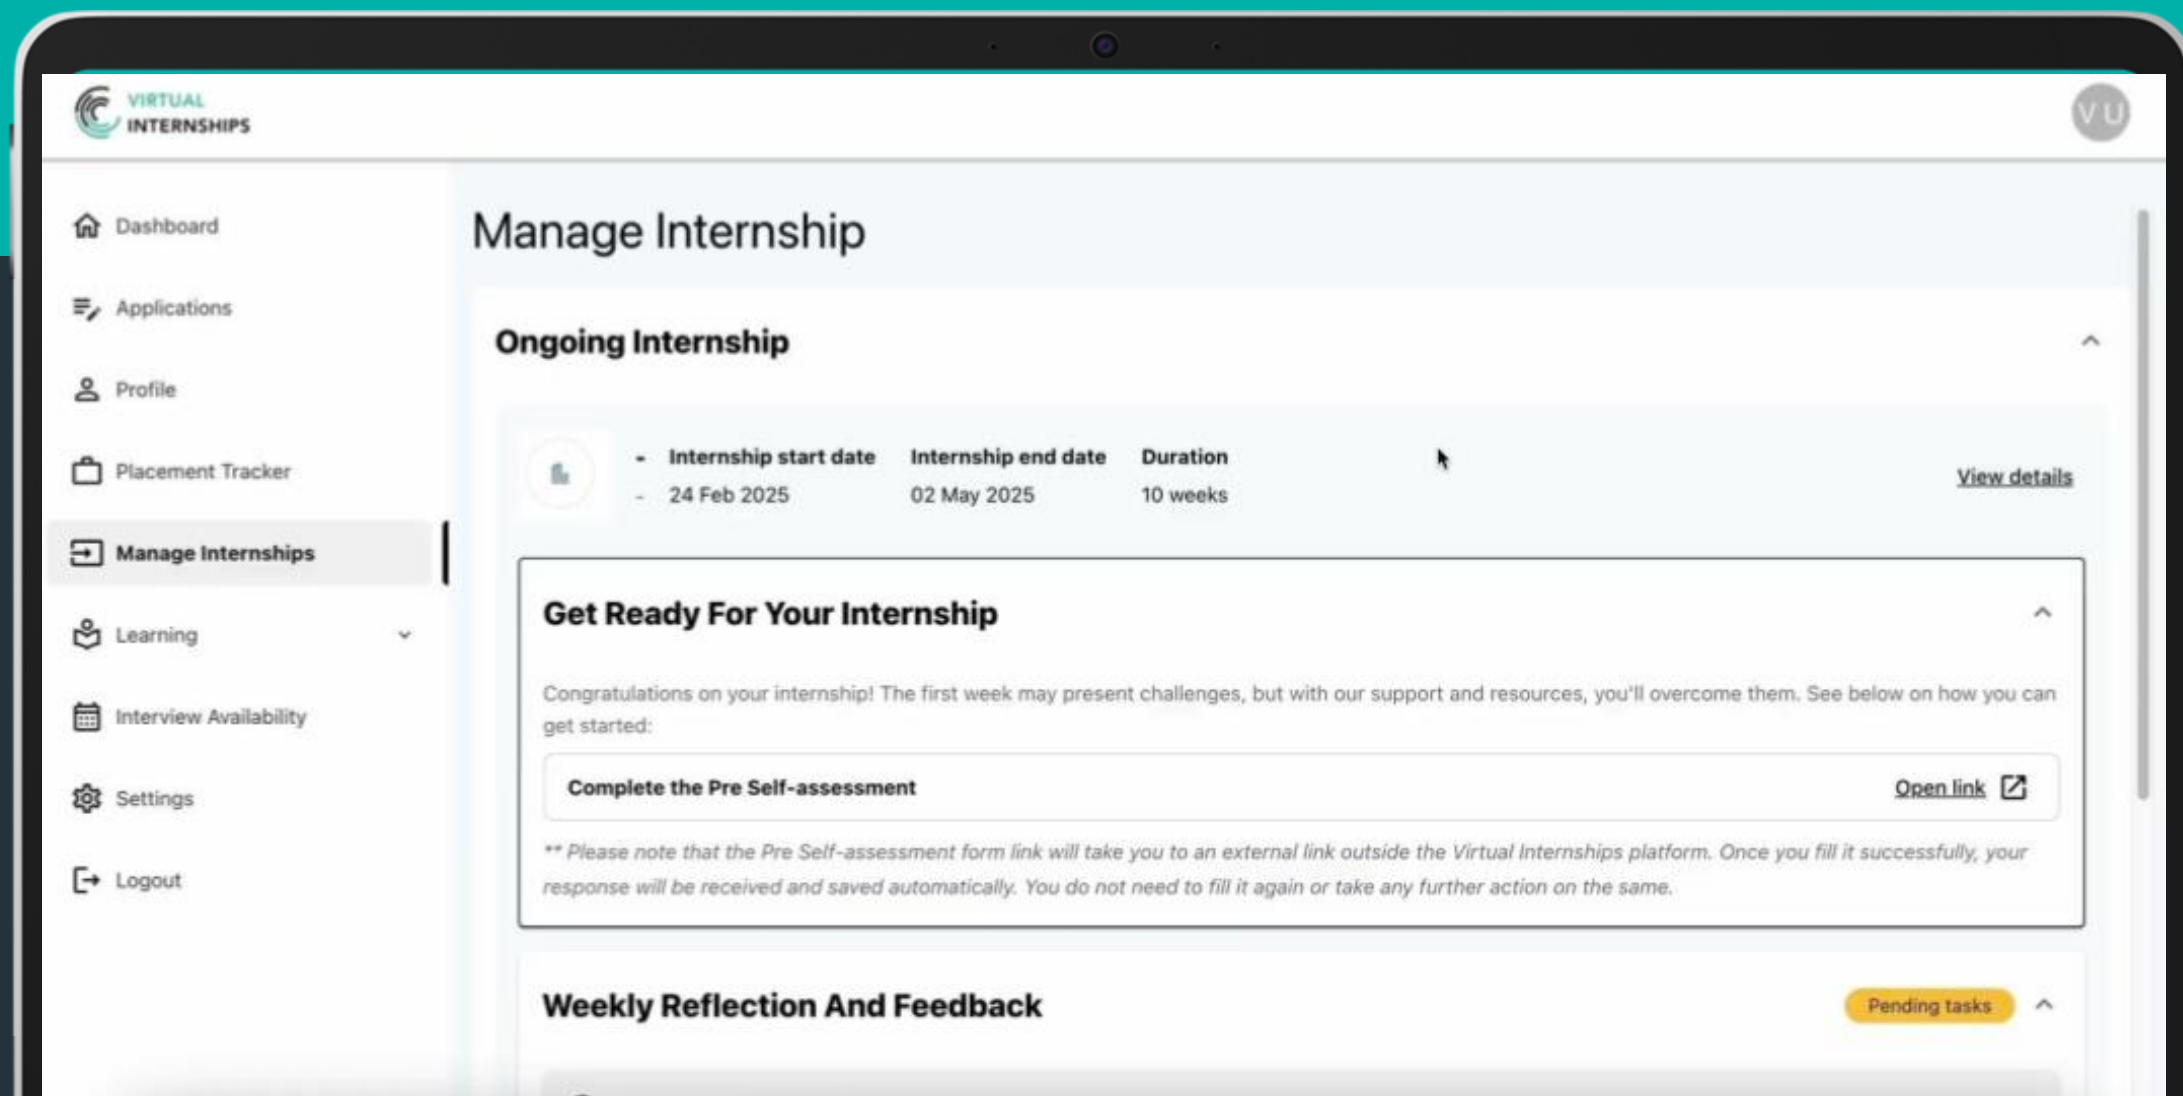 VIRTUAL
INTERNSHIPS
V U
Dashboard
Applications
Profile
Placement Tracker
Manage Internships
Learning
Interview Availability
Settings
Logout
Manage Internship
Ongoing Internship
- Internship start date Internship end date Duration
- 24 Feb 2025 02 May 2025 10 weeks
View details
Get Ready For Your Internship
Congratulations on your internship! The first week may present challenges, but with our support and resources, you'll overcome them. See below on how you can
get started:
Complete the Pre Self-assessment
Open link
** Please note that the Pre Self-assessment form link will take you to an external link outside the Virtual Internships platform. Once you fill it successfully, your
response will be received and saved automatically. You do not need to fill it again or take any further action on the same.
Weekly Reflection And Feedback
Pending tasks